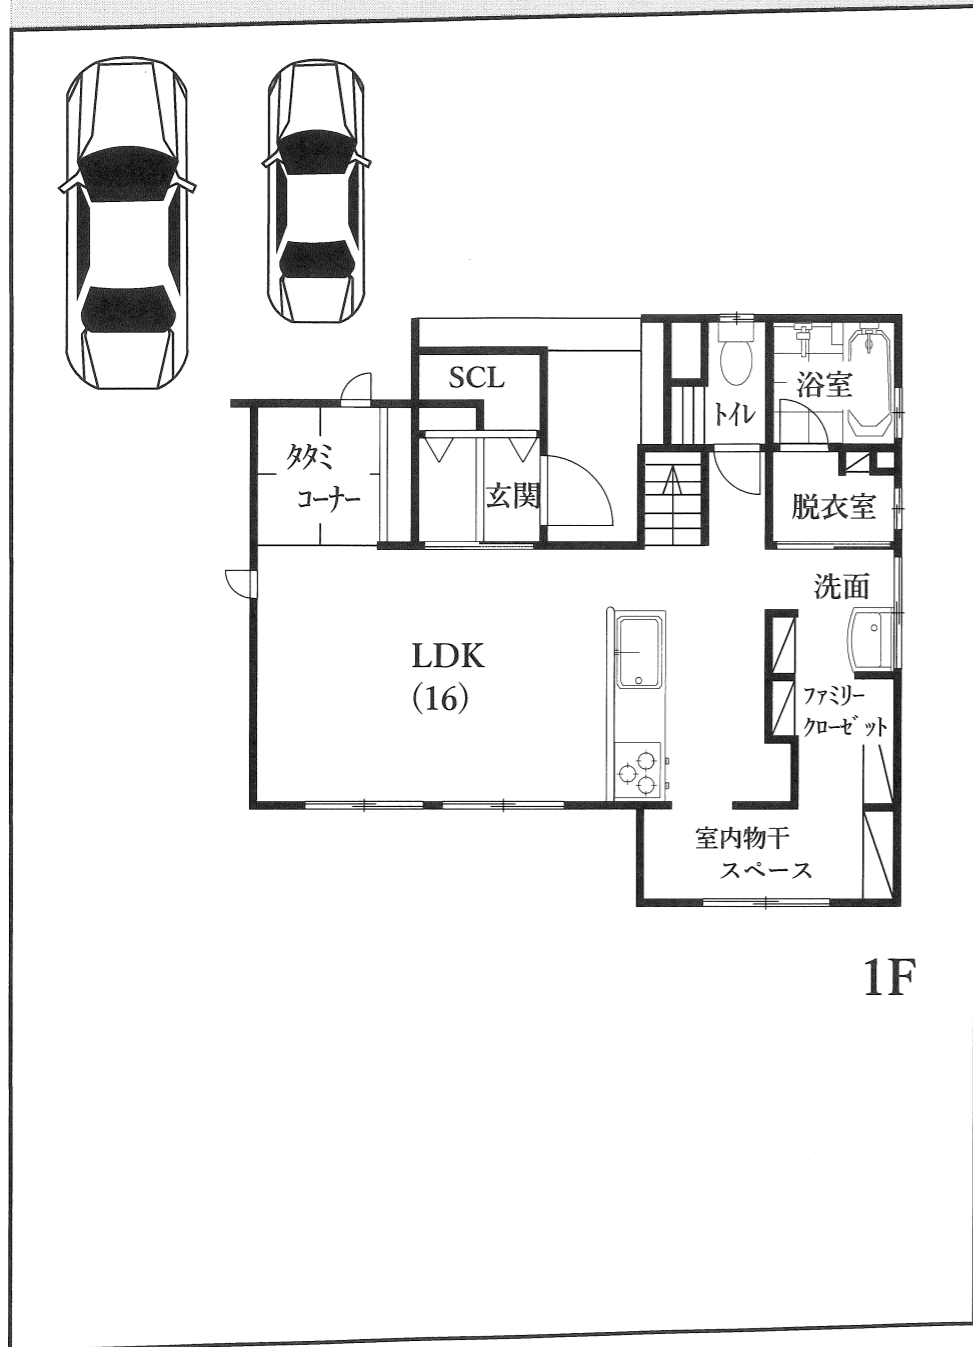 SCL
浴室
トイレ
タタミ
コーナー
玄関
脱衣室
洗面
LDK
(16)
ファミリー
クローゼット
室内物干
スペース
1F